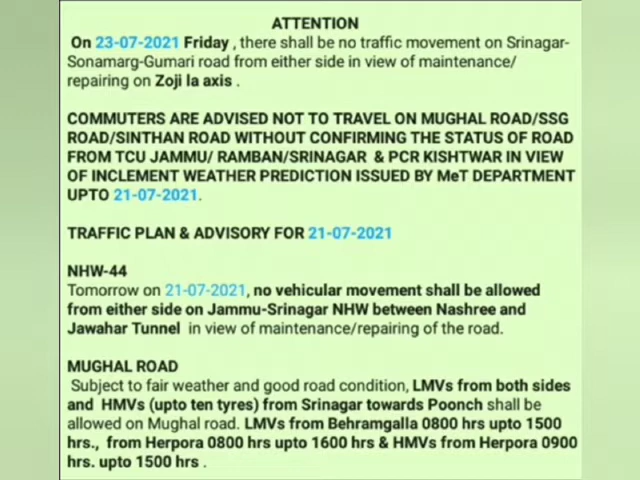 ATTENTION
On 23-07-2021 Friday , there shall be no traffic movement on Srinagar-
Sonamarg-Gumari road from either side in view of maintenance/
repairing on Zoji la axis .
COMMUTERS ARE ADVISED NOT TO TRAVEL ON MUGHAL ROAD/SSG
ROAD/SINTHAN ROAD WITHOUT CONFIRMING THE STATUS OF ROAD
FROM TCU JAMMU/ RAMBAN/SRINAGAR & PCR KISHTWAR IN VIEW
OF INCLEMENT WEATHER PREDICTION ISSUED BY MeT DEPARTMENT
UPTO 21-07-2021.
TRAFFIC PLAN & ADVISORY FOR 21-07-2021
NHW-44
Tomorrow on 21-07-2021, no vehicular movement shall be allowed
from either side on Jammu-Srinagar NHW between Nashree and
Jawahar Tunnel in view of maintenance/repairing of the road.
MUGHAL ROAD
Subject to fair weather and good road condition, LMVs from both sides
and HMVs (upto ten tyres) from Srinagar towards Poonch shall be
allowed on Mughal road. LMVs from Behramgalla 0800 hrs upto 1500
hrs., from Herpora 0800 hrs upto 1600 hrs & HMVs from Herpora 0900
hrs. upto 1500 hrs .